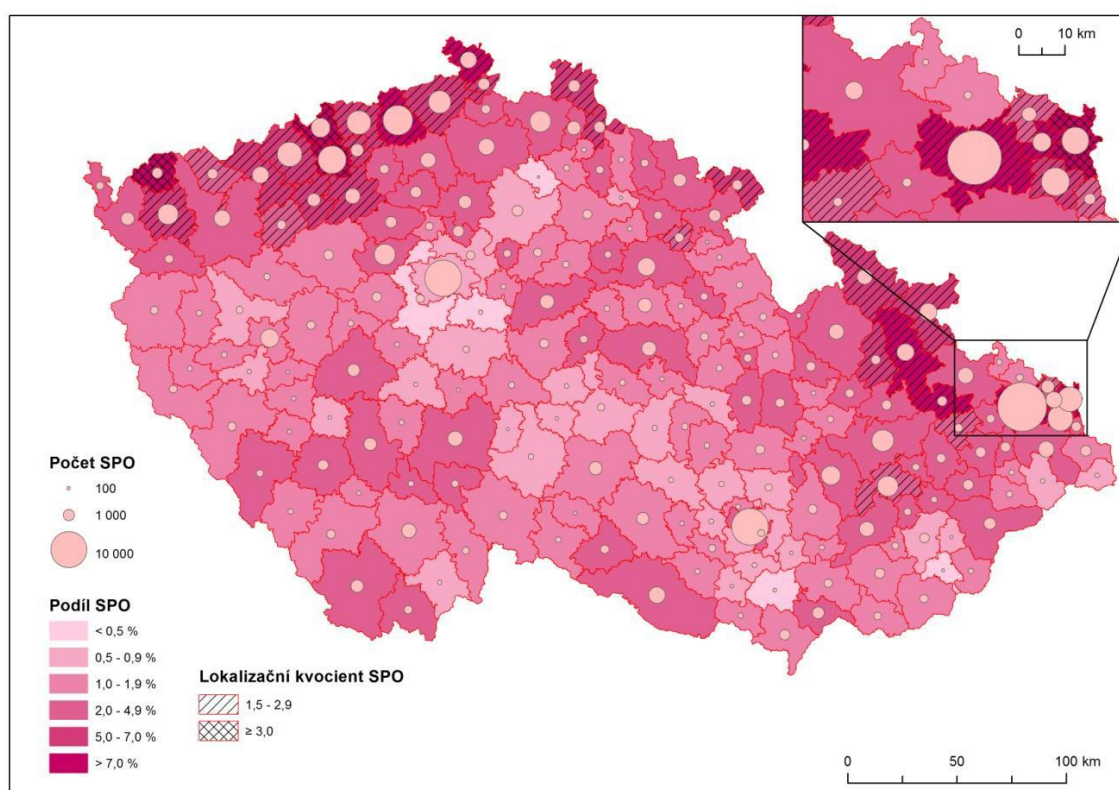 0 10 km
Počet SPO
100
1 000
10 000
Podíl SPO
< 0,5 %
0,5 - 0,9 %
1,0 - 1,9 %
2,0 - 4,9 %
5,0 - 7,0 %
> 7,0 %
Lokalizační kvocient SPO
1,5 - 2,9
≥ 3,0
0 50 100 km